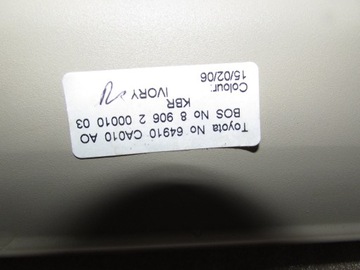 Toyota No 64910 CA010 AO
BOS No 8 906 2 00010 03
KBR
IVORY
Colour:
15/02/06